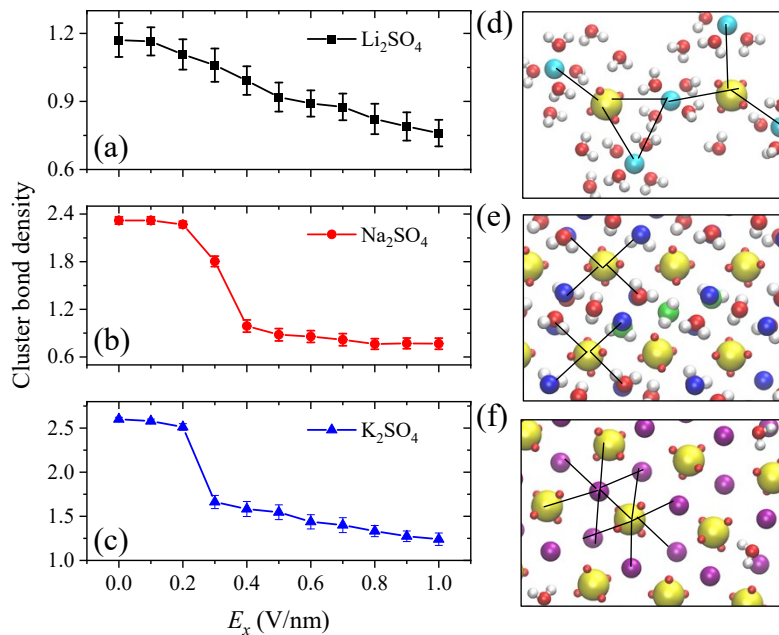 1.2
0.9
0.6
Li₂SO₄
(a)
2.4
1.8
1.2
0.6
Na₂SO₄
(b)
2.5
2.0
1.5
1.0
K₂SO₄
(c)
Cluster bond density
0.0 0.2 0.4 0.6 0.8 1.0
Eₓ (V/nm)
(d)
(e)
(f)